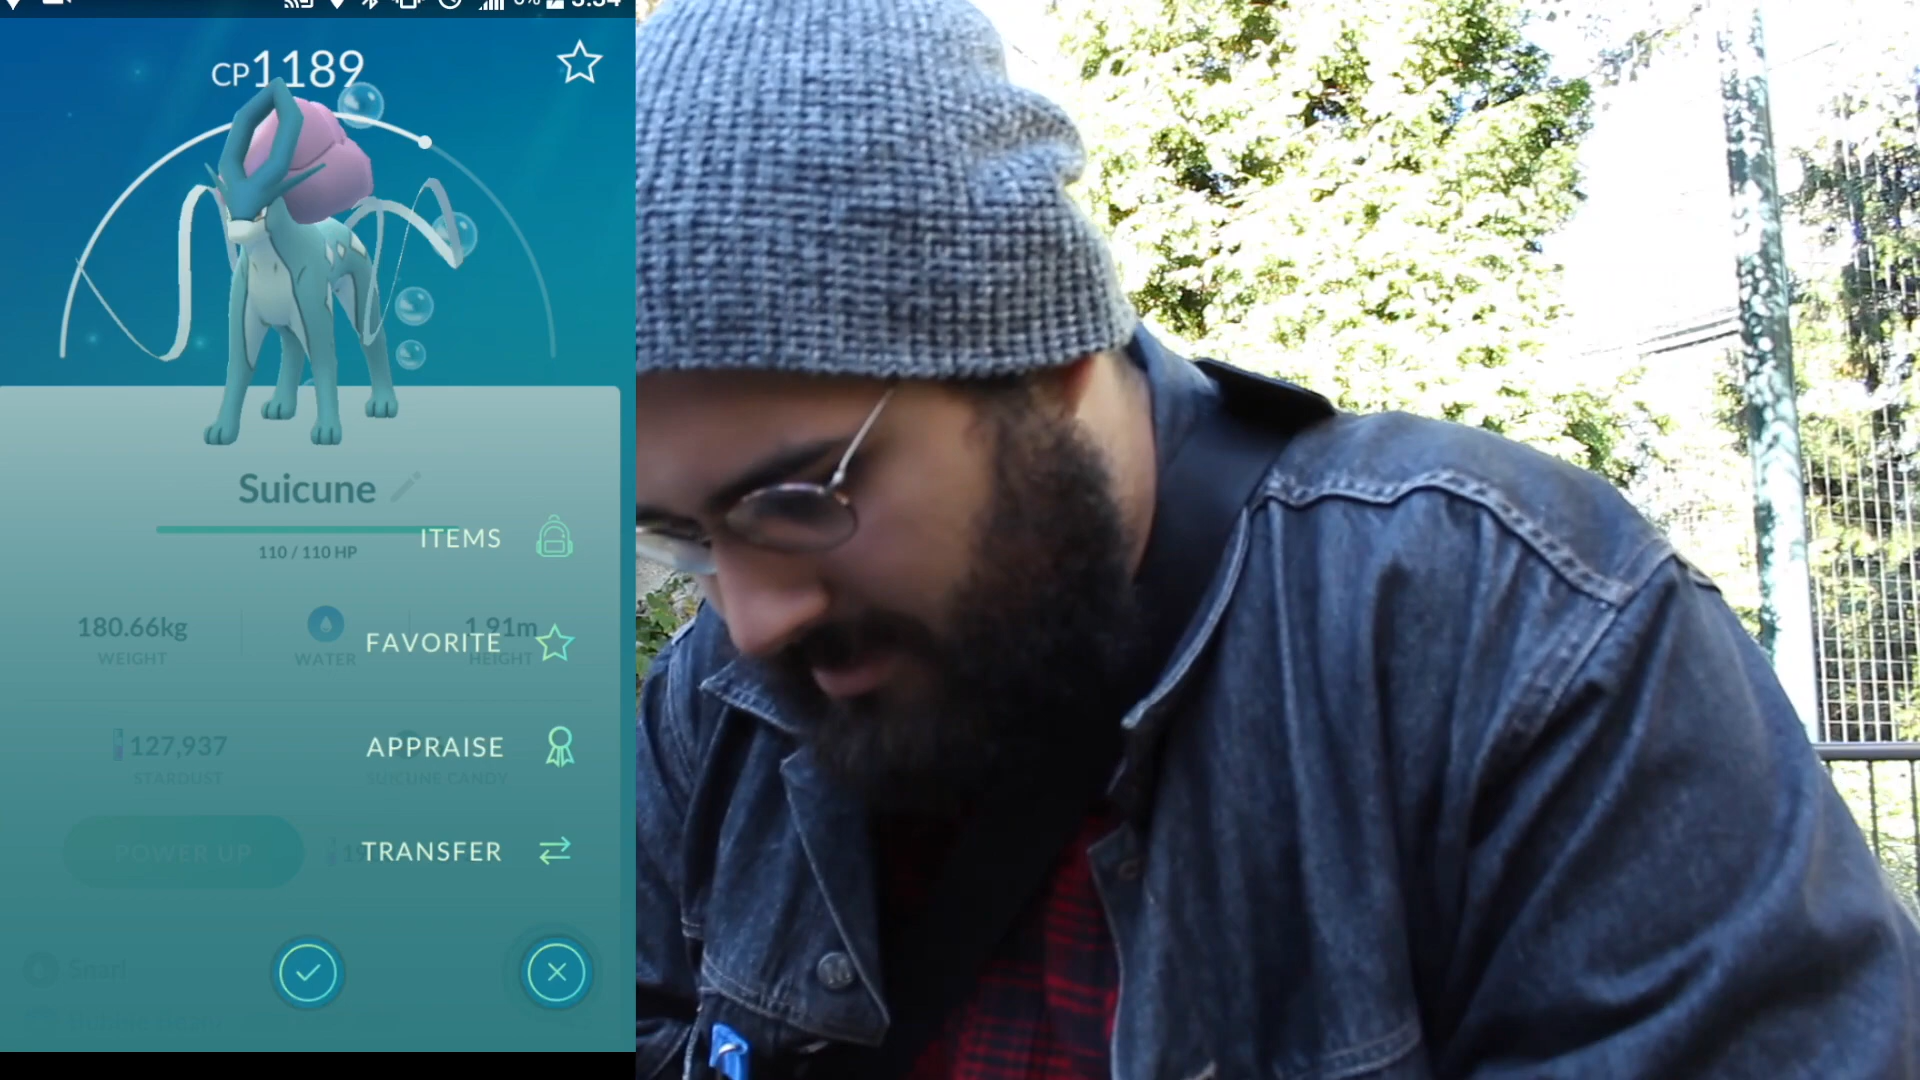 CP1189
Suicune
110 / 110 HP
ITEMS
180.66kg
WEIGHT
WATER
1.91m
HEIGHT
FAVORITE
127,937
STARDUST
SUICUNE CANDY
APPRAISE
POWER UP
TRANSFER
Snarl